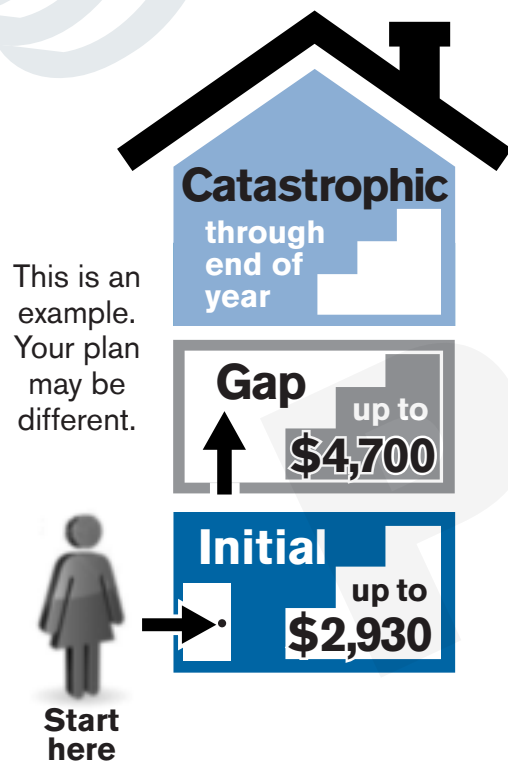 Catastrophic
through
end of
year
This is an
example.
Your plan
may be
different.
Gap
up to
$4,700
Initial
up to
$2,930
Start
here